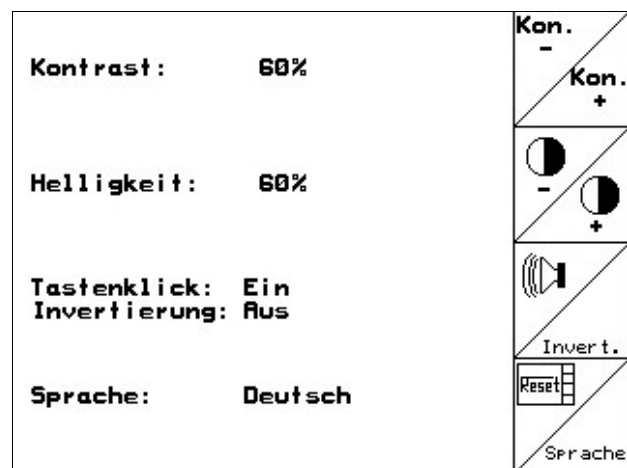 Kontrast: 60%
Helligkeit: 60%
Tastenklick: Ein
Invertierung: Aus
Sprache: Deutsch
Kon.
-
Kon.
+
-
+
Invert.
Reset
Sprache